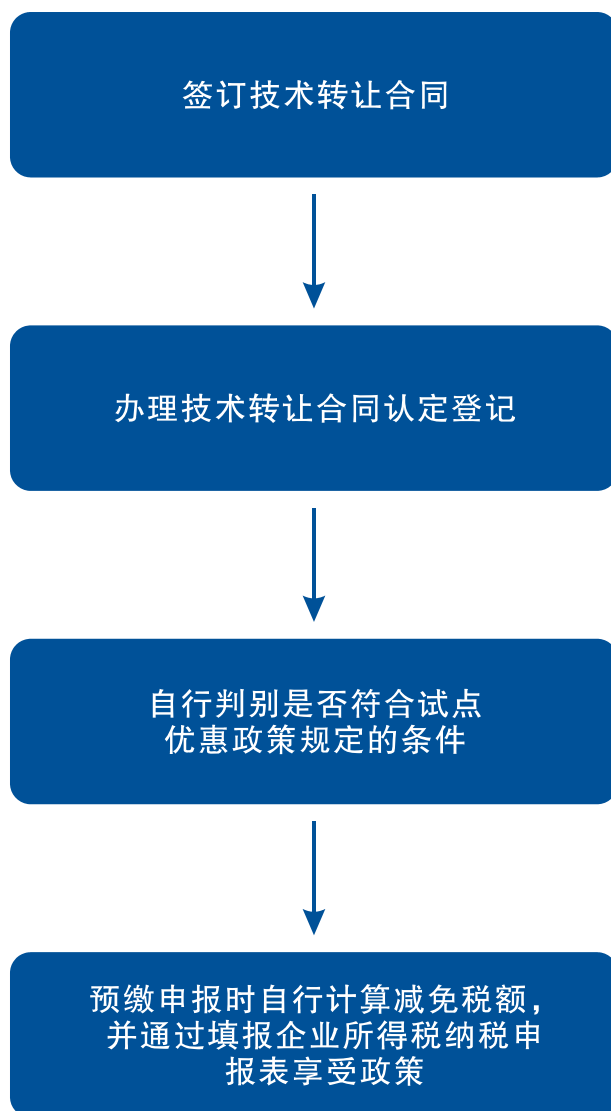 签订技术转让合同
办理技术转让合同认定登记
自行判别是否符合试点
优惠政策规定的条件
预缴申报时自行计算减免税额，
并通过填报企业所得税纳税申
报表享受政策